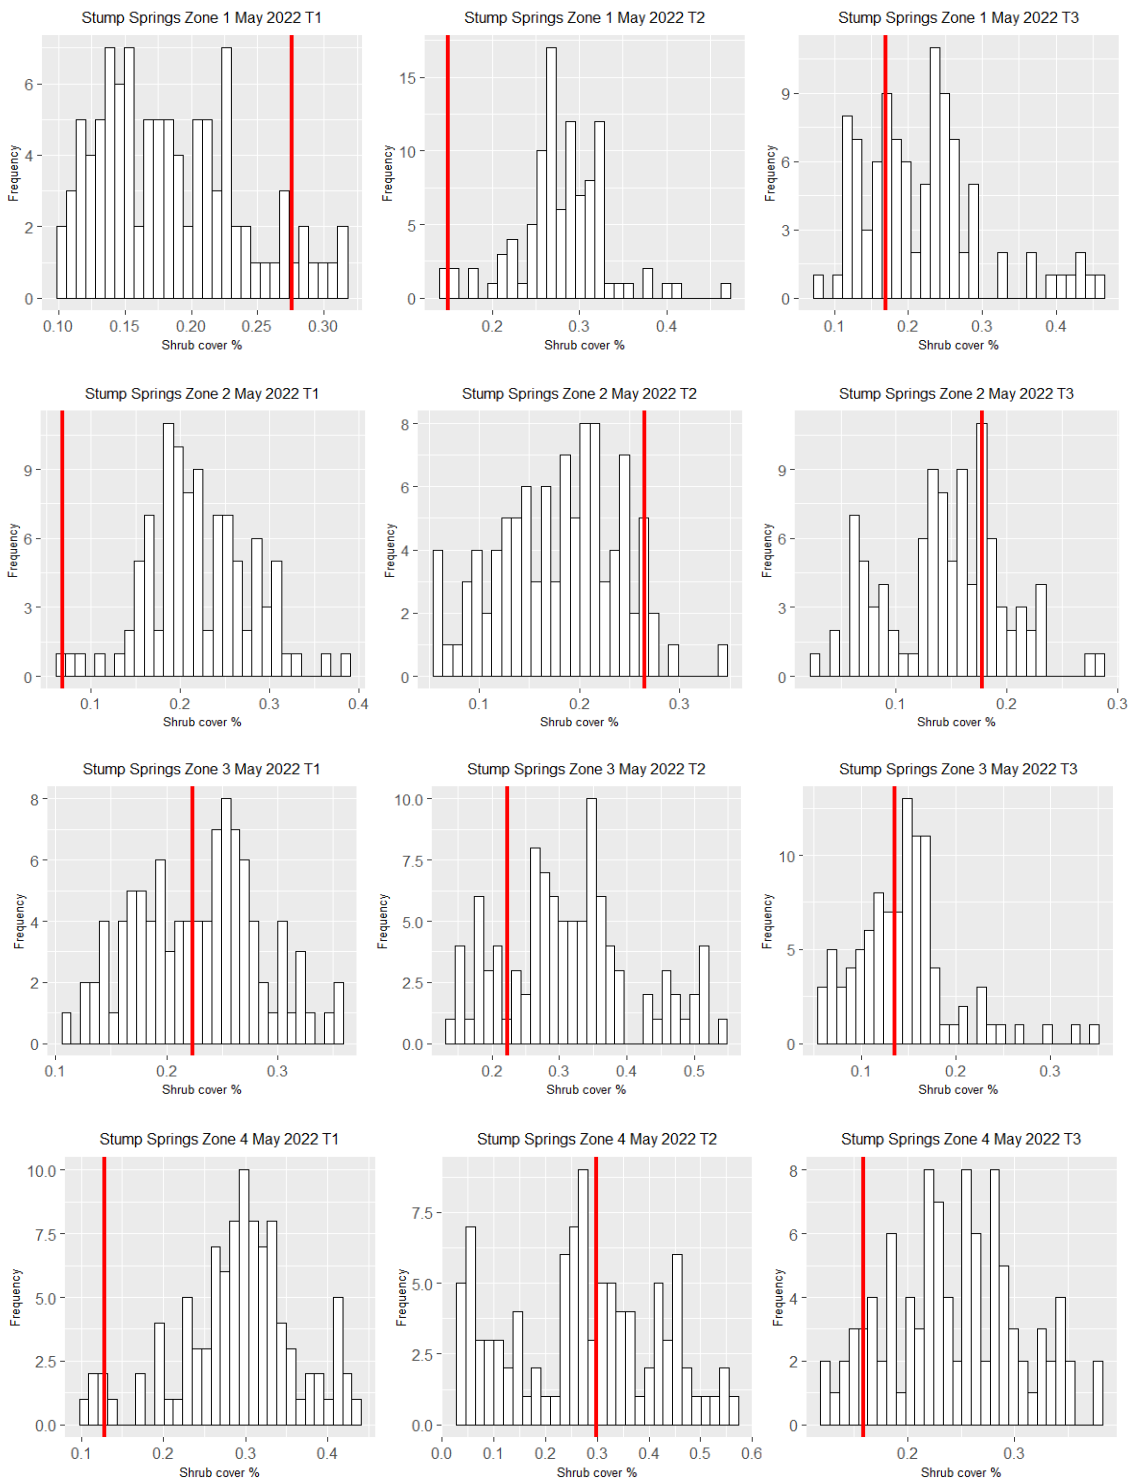 Stump Springs Zone 1 May 2022 T1
Frequency
6
4
2
0
0.10 0.15 0.20 0.25 0.30
Shrub cover %
Stump Springs Zone 1 May 2022 T2
Frequency
15
10
5
0
0.2 0.3 0.4
Shrub cover %
Stump Springs Zone 1 May 2022 T3
Frequency
9
6
3
0
0.1 0.2 0.3 0.4
Shrub cover %
Stump Springs Zone 2 May 2022 T1
Frequency
9
6
3
0
0.1 0.2 0.3 0.4
Shrub cover %
Stump Springs Zone 2 May 2022 T2
Frequency
8
6
4
2
0
0.1 0.2 0.3
Shrub cover %
Stump Springs Zone 2 May 2022 T3
Frequency
9
6
3
0
0.1 0.2 0.3
Shrub cover %
Stump Springs Zone 3 May 2022 T1
Frequency
8
6
4
2
0
0.1 0.2 0.3
Shrub cover %
Stump Springs Zone 3 May 2022 T2
Frequency
10.0
7.5
5.0
2.5
0.0
0.2 0.3 0.4 0.5
Shrub cover %
Stump Springs Zone 3 May 2022 T3
Frequency
10
5
0
0.1 0.2 0.3
Shrub cover %
Stump Springs Zone 4 May 2022 T1
Frequency
10.0
7.5
5.0
2.5
0.0
0.1 0.2 0.3 0.4
Shrub cover %
Stump Springs Zone 4 May 2022 T2
Frequency
7.5
5.0
2.5
0.0
0.0 0.1 0.2 0.3 0.4 0.5 0.6
Shrub cover %
Stump Springs Zone 4 May 2022 T3
Frequency
8
6
4
2
0
0.2 0.3
Shrub cover %